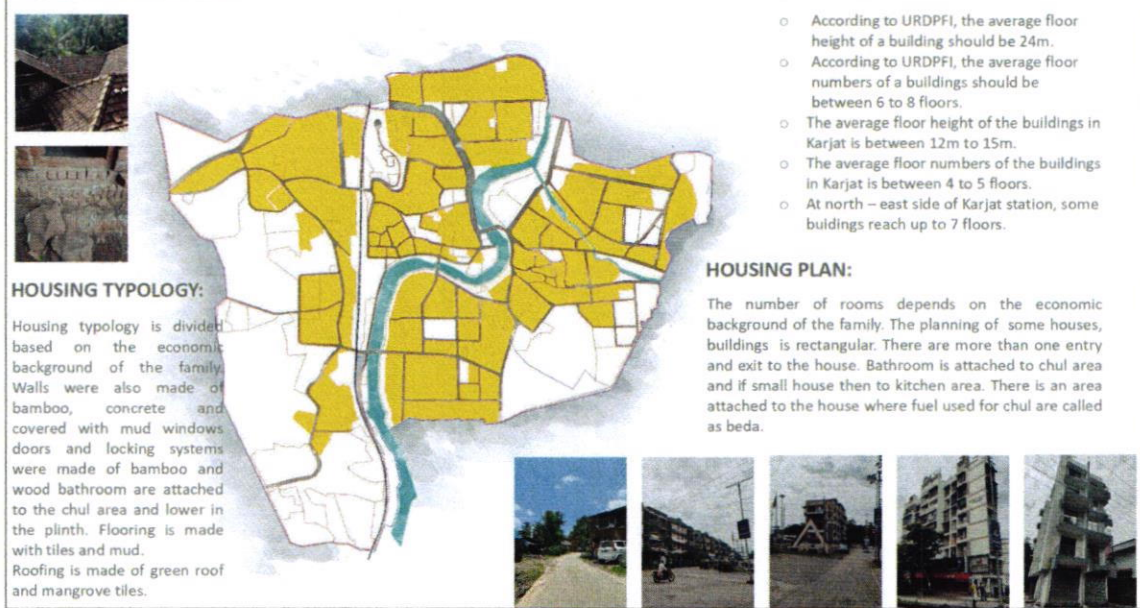 ○ According to URDPFI, the average floor
height of a building should be 24m.
○ According to URDPFI, the average floor
numbers of a buildings should be
between 6 to 8 floors.
○ The average floor height of the buildings in
Karjat is between 12m to 15m.
○ The average floor numbers of the buildings
in Karjat is between 4 to 5 floors.
○ At north – east side of Karjat station, some
buidings reach up to 7 floors.
HOUSING TYPOLOGY:
Housing typology is divided
based on the economic
background of the family.
Walls were also made of
bamboo, concrete and
covered with mud windows
doors and locking systems
were made of bamboo and
wood bathroom are attached
to the chul area and lower in
the plinth. Flooring is made
with tiles and mud.
Roofing is made of green roof
and mangrove tiles.
HOUSING PLAN:
The number of rooms depends on the economic
background of the family. The planning of some houses,
buildings is rectangular. There are more than one entry
and exit to the house. Bathroom is attached to chul area
and if small house then to kitchen area. There is an area
attached to the house where fuel used for chul are called
as beda.